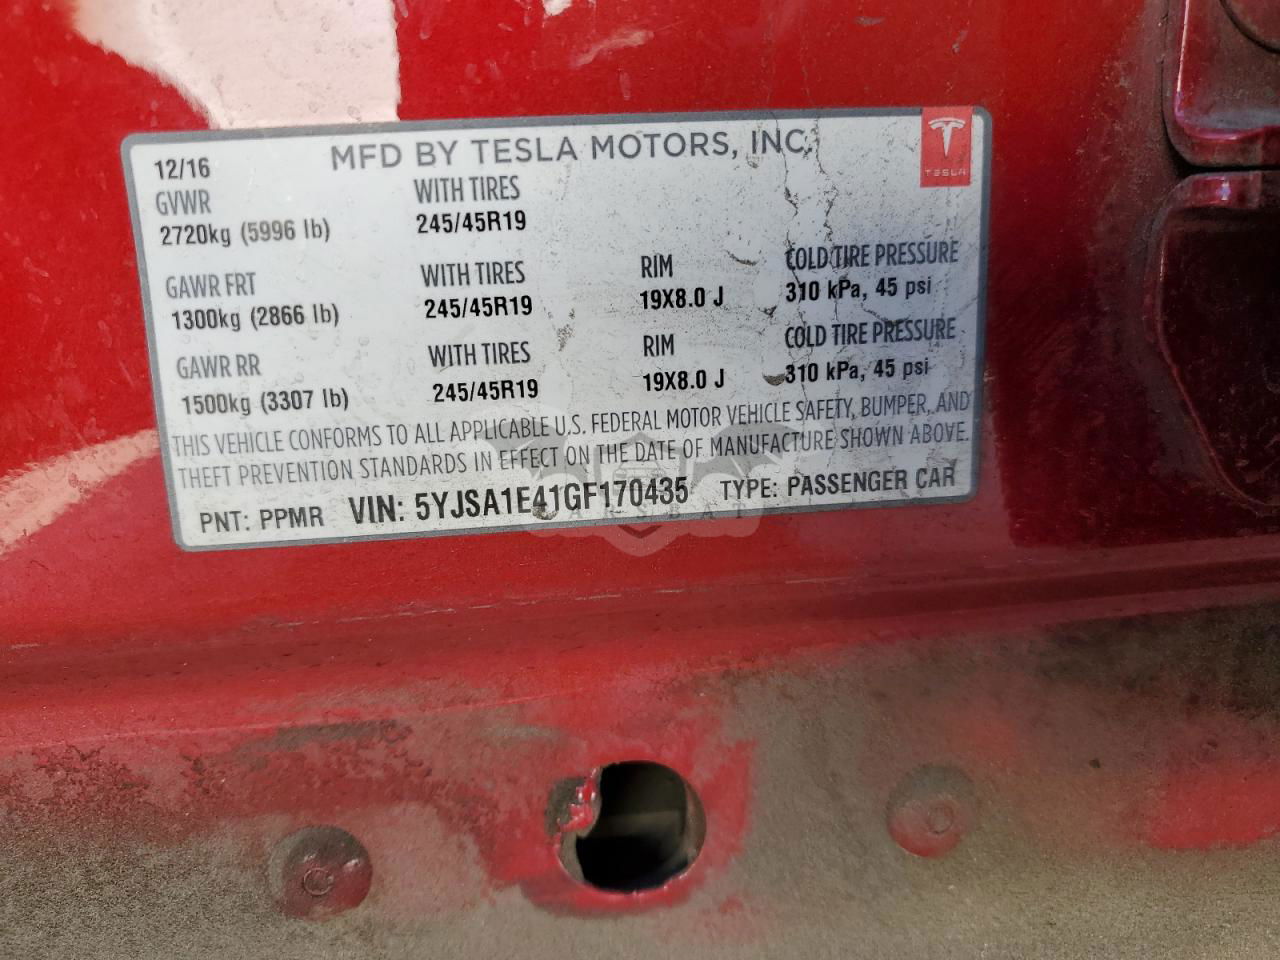 12/16 MFD BY TESLA MOTORS, INC. TESLA
GVWR WITH TIRES
2720kg (5996 lb) 245/45R19
GAWR FRT WITH TIRES RIM COLD TIRE PRESSURE
1300kg (2866 lb) 245/45R19 19X8.0 J 310 kPa, 45 psi
GAWR RR WITH TIRES RIM COLD TIRE PRESSURE
1500kg (3307 lb) 245/45R19 19X8.0 J 310 kPa, 45 psi
THIS VEHICLE CONFORMS TO ALL APPLICABLE U.S. FEDERAL MOTOR VEHICLE SAFETY, BUMPER, AND
THEFT PREVENTION STANDARDS IN EFFECT ON THE DATE OF MANUFACTURE SHOWN ABOVE.
PNT: PPMR VIN: 5YJSA1E41GF170435 TYPE: PASSENGER CAR